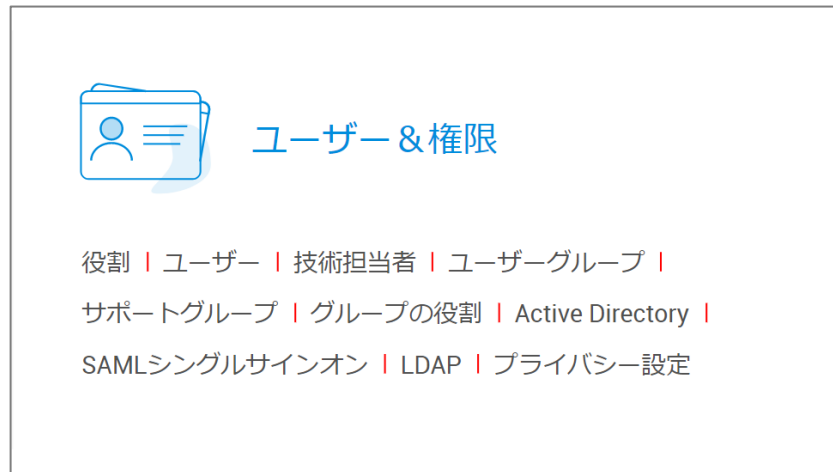 ユーザー＆権限
役割 | ユーザー | 技術担当者 | ユーザーグループ |
サポートグループ | グループの役割 | Active Directory |
SAMLシングルサインオン | LDAP | プライバシー設定